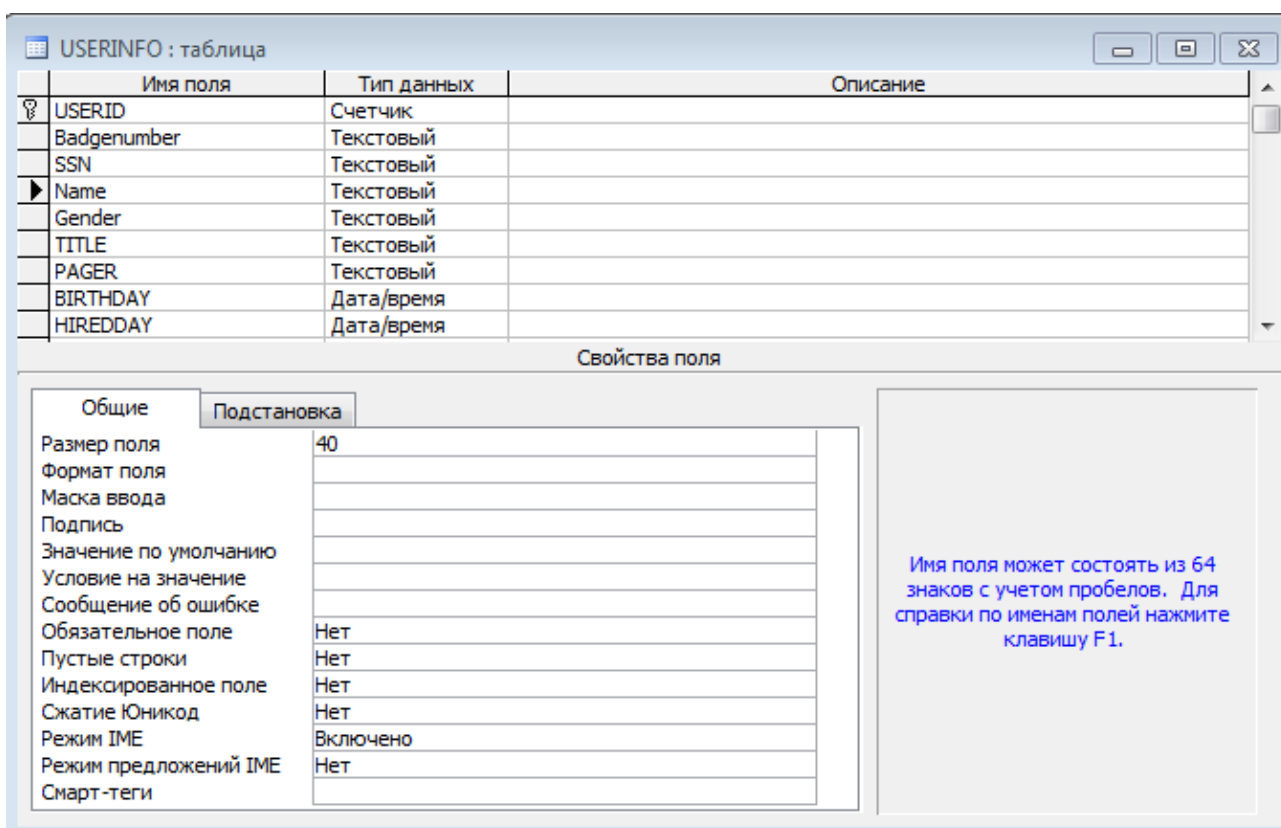 USERINFO : таблица
Имя поля Тип данных Описание
USERID Счетчик
Badgenumber Текстовый
SSN Текстовый
Name Текстовый
Gender Текстовый
TITLE Текстовый
PAGER Текстовый
BIRTHDAY Дата/время
HIREDDAY Дата/время
Свойства поля
Общие Подстановка
Размер поля 40
Формат поля
Маска ввода
Подпись
Значение по умолчанию
Условие на значение
Сообщение об ошибке
Обязательное поле Нет
Пустые строки Нет
Индексированное поле Нет
Сжатие Юникод Нет
Режим IME Включено
Режим предложений IME Нет
Смарт-теги
Имя поля может состоять из 64
знаков с учетом пробелов. Для
справки по именам полей нажмите
клавишу F1.